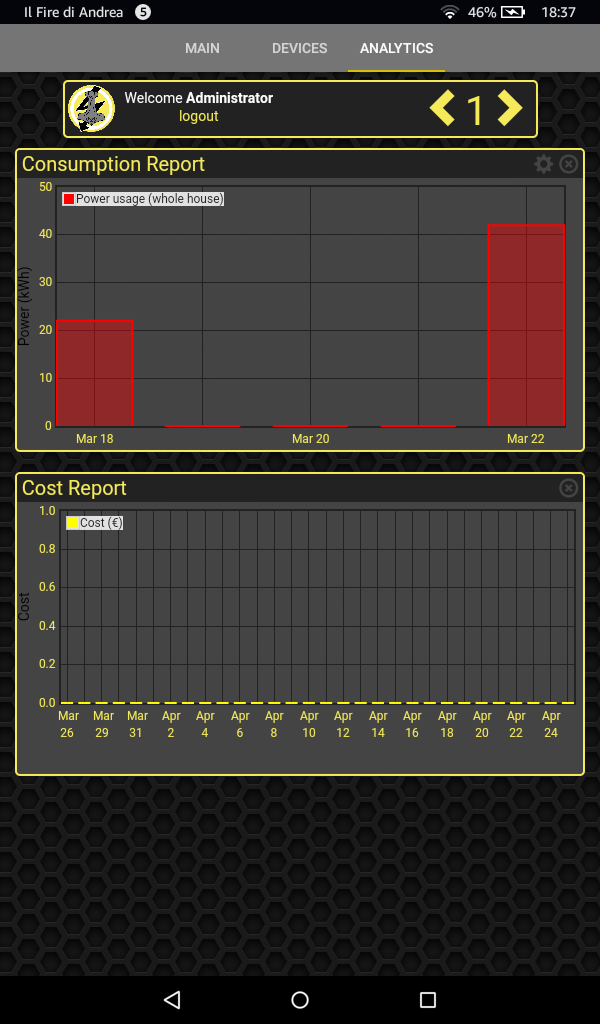 Il Fire di Andrea 5 46% 18:37
MAIN DEVICES ANALYTICS
Welcome Administrator
logout
1
Consumption Report
50
Power usage (whole house)
40
30
Power (kWh)
20
10
0
Mar 18 Mar 20 Mar 22
Cost Report
1.0
Cost (€)
0.8
0.6
Cost
0.4
0.2
0.0
Mar Mar Mar Apr Apr Apr Apr Apr Apr Apr Apr Apr Apr Apr Apr
26 29 31 2 4 6 8 10 12 14 16 18 20 22 24